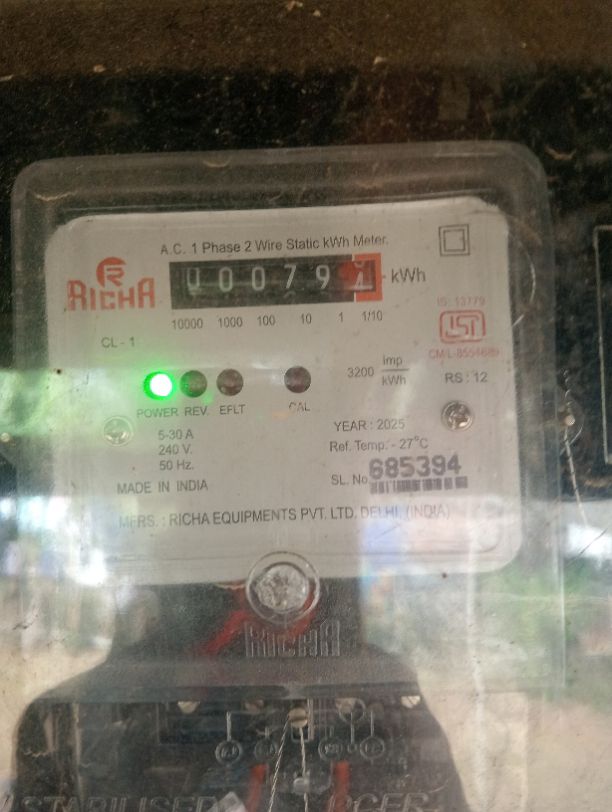 A.C. 1 Phase 2 Wire Static kWh Meter.
RICHA
00079 kWh
10000 1000 100 10 1 1/10
IS: 13779
ISI
CL - 1
3200 imp/kWh
RS : 12
POWER REV. EFLT CAL
5-30 A
240 V.
50 Hz.
YEAR : 2025
Ref. Temp. - 27°C
SL. No. 685394
MADE IN INDIA
MFRS. : RICHA EQUIPMENTS PVT. LTD. DELHI. (INDIA)
RICHA
STABILISER